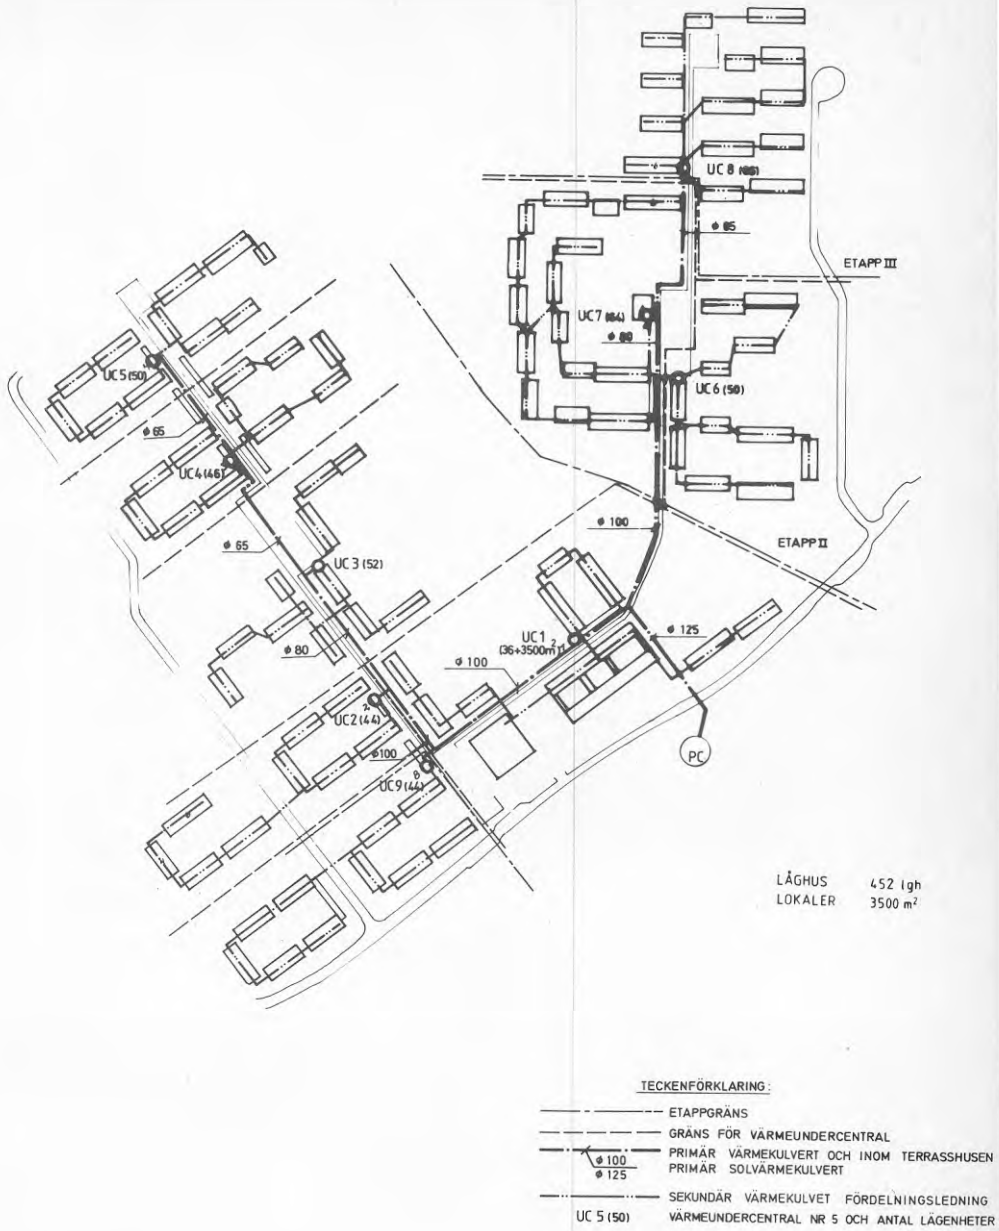 UC 8
ø 65
ETAPP III
UC7 (64)
ø 80
UC6 (50)
UC5 (50)
ø 65
UC4(46)
ø 100
ETAPP II
ø 65
UC 3 (52)
UC1
(36+3500m²)
ø 125
ø 80
ø 100
UC2 (44)
PC
ø100
UC9(44)
LÅGHUS 452 lgh
LOKALER 3500 m²
TECKENFÖRKLARING:
ETAPPGRÄNS
GRÄNS FÖR VÄRMEUNDERCENTRAL
PRIMÄR VÄRMEKULVERT OCH INOM TERRASSHUSEN
ø 100
PRIMÄR SOLVÄRMEKULVERT
ø 125
SEKUNDÄR VÄRMEKULVET FÖRDELNINGSLEDNING
UC 5 (50) VÄRMEUNDERCENTRAL NR 5 OCH ANTAL LÄGENHETER